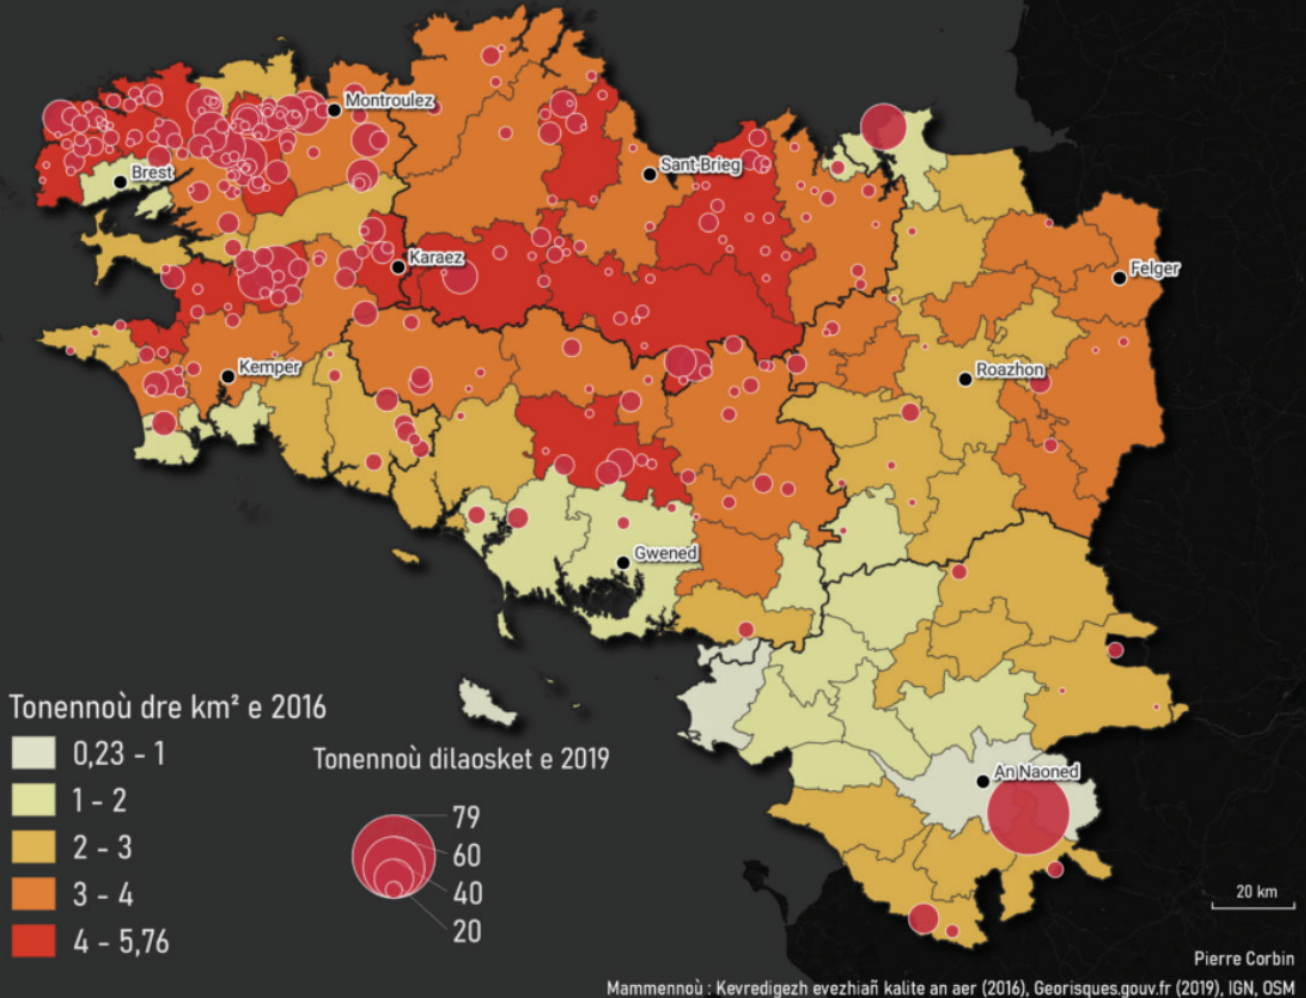 Montroulez
Brest
Sant-Brieg
Karaez
Felger
Kemper
Roazhon
Gwened
An Naoned
Tonennoù dre km² e 2016
0,23 - 1
1 - 2
2 - 3
3 - 4
4 - 5,76
Tonennoù dilaosket e 2019
79
60
40
20
20 km
Pierre Corbin
Mammennoù : Kevredigezh evezhiañ kalite an aer (2016), Georisques.gouv.fr (2019), IGN, OSM